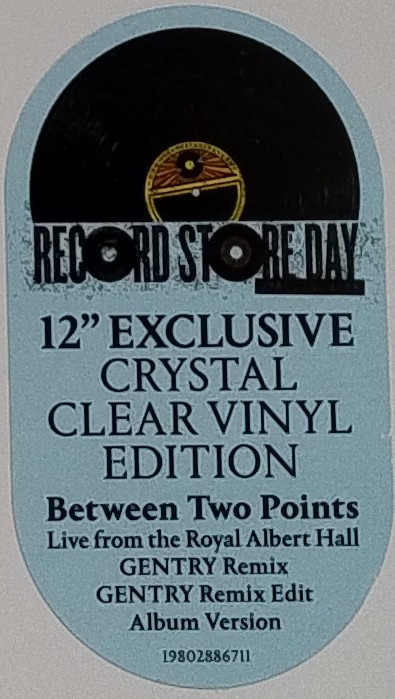 RECORD STORE DAY
12” EXCLUSIVE
CRYSTAL
CLEAR VINYL
EDITION
Between Two Points
Live from the Royal Albert Hall
GENTRY Remix
GENTRY Remix Edit
Album Version
19802886711